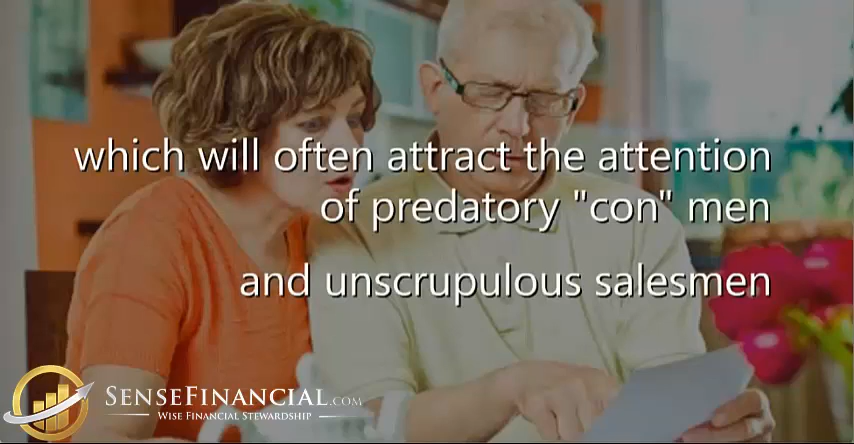 which will often attract the attention
of predatory "con" men
and unscrupulous salesmen
SENSEFINANCIAL.COM
WISE FINANCIAL STEWARDSHIP